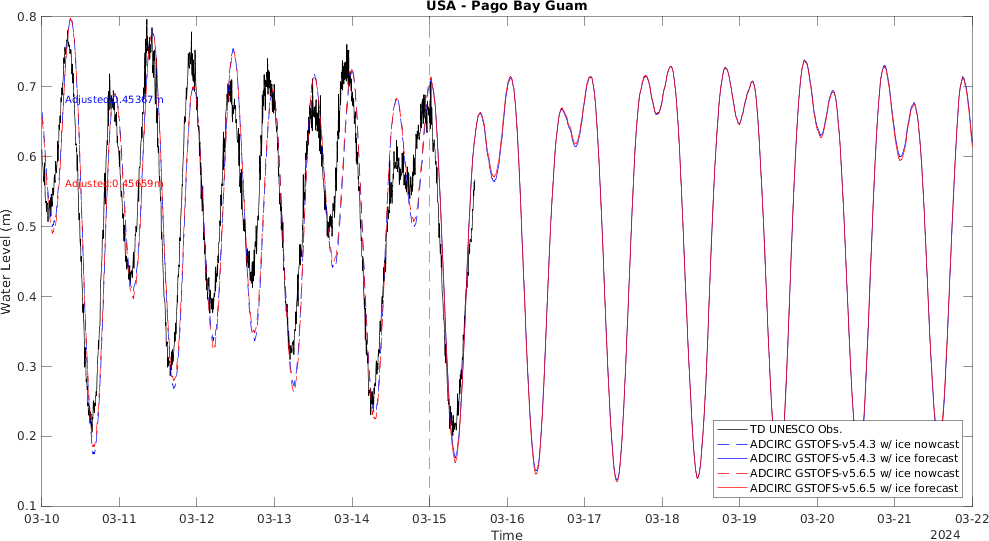 USA - Pago Bay Guam
0.8
0.7
0.6
0.5
0.4
0.3
0.2
0.1
Water Level (m)
Adjusted:0.45367m
Adjusted:0.45659m
TD UNESCO Obs.
ADCIRC GSTOFS-v5.4.3 w/ ice nowcast
ADCIRC GSTOFS-v5.4.3 w/ ice forecast
ADCIRC GSTOFS-v5.6.5 w/ ice nowcast
ADCIRC GSTOFS-v5.6.5 w/ ice forecast
03-10 03-11 03-12 03-13 03-14 03-15 03-16 03-17 03-18 03-19 03-20 03-21 03-22
Time
2024